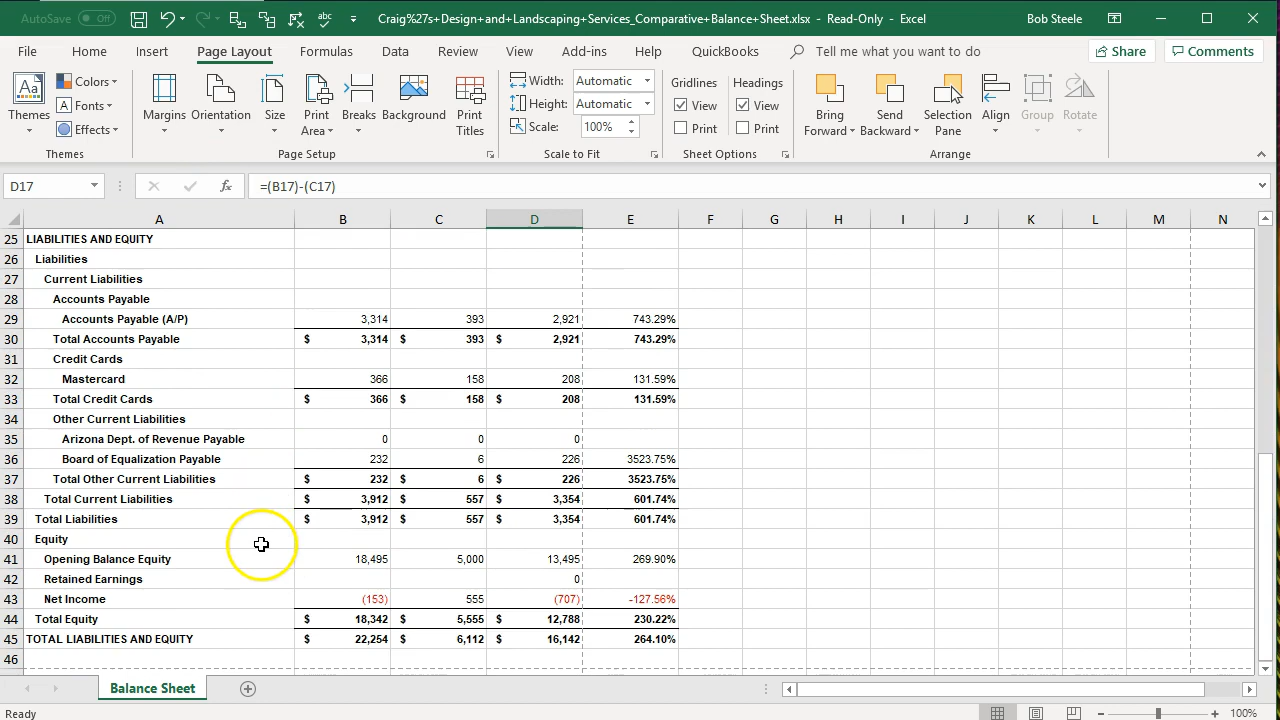 AutoSave Off Craig%27s+Design+and+Landscaping+Services_Comparative+Balance+Sheet.xlsx - Read-Only - Excel Bob Steele
File Home Insert Page Layout Formulas Data Review View Add-ins Help QuickBooks Tell me what you want to do Share Comments
Aa Themes Colors Fonts Effects Margins Orientation Size Print Area Breaks Background Print Titles Width: Automatic Height: Automatic Scale: 100% Gridlines View Print Headings View Print Bring Forward Send Backward Selection Pane Align Group Rotate
Themes Page Setup Scale to Fit Sheet Options Arrange
D17 fx =(B17)-(C17)
A B C D E F G H I J K L M N
25 LIABILITIES AND EQUITY
26 Liabilities
27 Current Liabilities
28 Accounts Payable
29 Accounts Payable (A/P) 3,314 393 2,921 743.29%
30 Total Accounts Payable $ 3,314 $ 393 $ 2,921 743.29%
31 Credit Cards
32 Mastercard 366 158 208 131.59%
33 Total Credit Cards $ 366 $ 158 $ 208 131.59%
34 Other Current Liabilities
35 Arizona Dept. of Revenue Payable 0 0 0
36 Board of Equalization Payable 232 6 226 3523.75%
37 Total Other Current Liabilities $ 232 $ 6 $ 226 3523.75%
38 Total Current Liabilities $ 3,912 $ 557 $ 3,354 601.74%
39 Total Liabilities $ 3,912 $ 557 $ 3,354 601.74%
40 Equity
41 Opening Balance Equity 18,495 5,000 13,495 269.90%
42 Retained Earnings 0
43 Net Income (153) 555 (707) -127.56%
44 Total Equity $ 18,342 $ 5,555 $ 12,788 230.22%
45 TOTAL LIABILITIES AND EQUITY $ 22,254 $ 6,112 $ 16,142 264.10%
46
Balance Sheet
Ready 100%